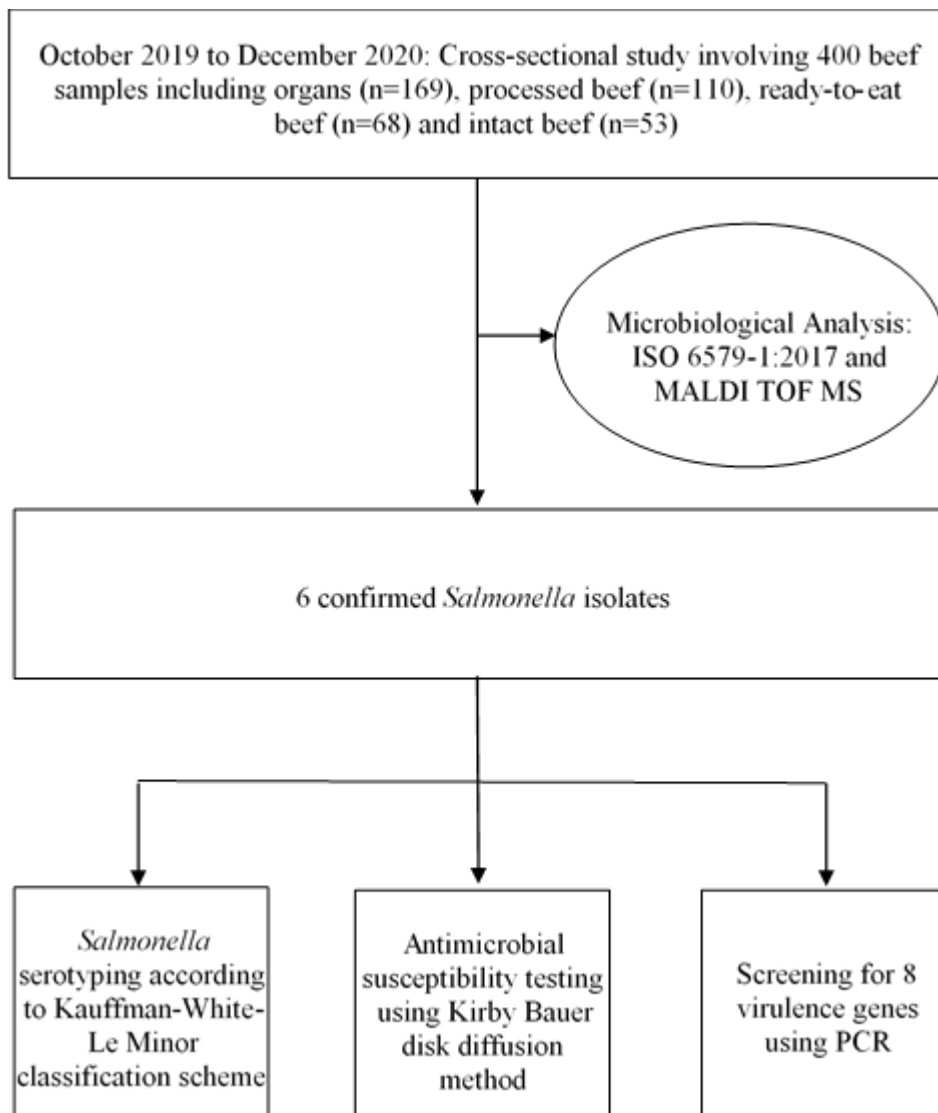 October 2019 to December 2020: Cross-sectional study involving 400 beef
samples including organs (n=169), processed beef (n=110), ready-to-eat
beef (n=68) and intact beef (n=53)
Microbiological Analysis:
ISO 6579-1:2017 and
MALDI TOF MS
6 confirmed Salmonella isolates
Salmonella
serotyping according
to Kauffman-White-
Le Minor
classification scheme
Antimicrobial
susceptibility testing
using Kirby Bauer
disk diffusion
method
Screening for 8
virulence genes
using PCR